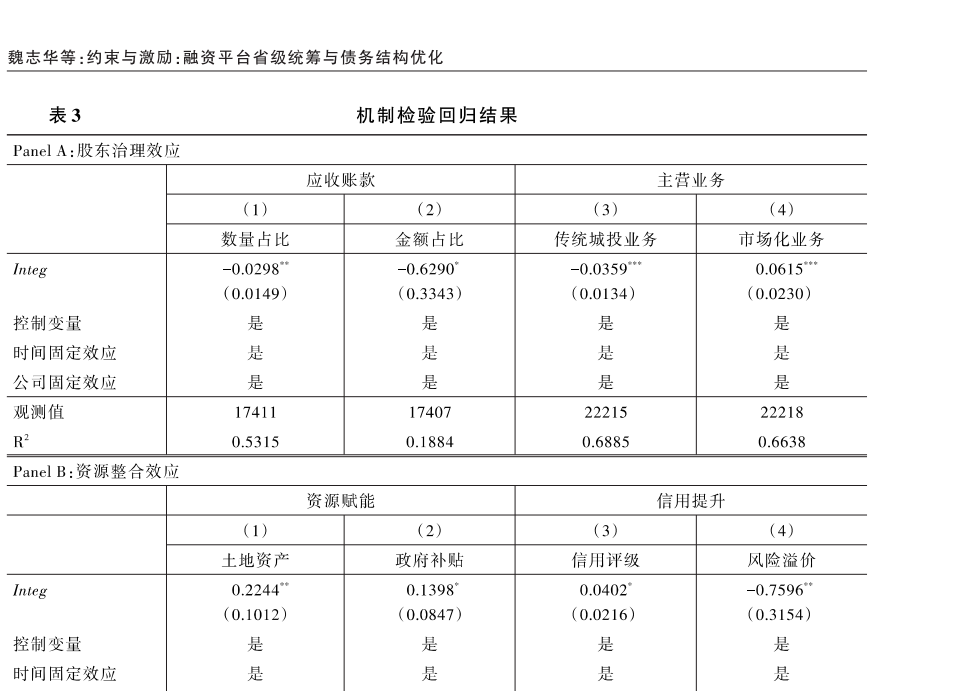 魏志华等:约束与激励:融资平台省级统筹与债务结构优化
表 3 机制检验回归结果
Panel A:股东治理效应
应收账款 主营业务
(1) (2) (3) (4)
数量占比 金额占比 传统城投业务 市场化业务
Integ -0.0298** -0.6290* -0.0359*** 0.0615***
(0.0149) (0.3343) (0.0134) (0.0230)
控制变量 是 是 是 是
时间固定效应 是 是 是 是
公司固定效应 是 是 是 是
观测值 17411 17407 22215 22218
R² 0.5315 0.1884 0.6885 0.6638
Panel B:资源整合效应
资源赋能 信用提升
(1) (2) (3) (4)
土地资产 政府补贴 信用评级 风险溢价
Integ 0.2244** 0.1398* 0.0402* -0.7596**
(0.1012) (0.0847) (0.0216) (0.3154)
控制变量 是 是 是 是
时间固定效应 是 是 是 是